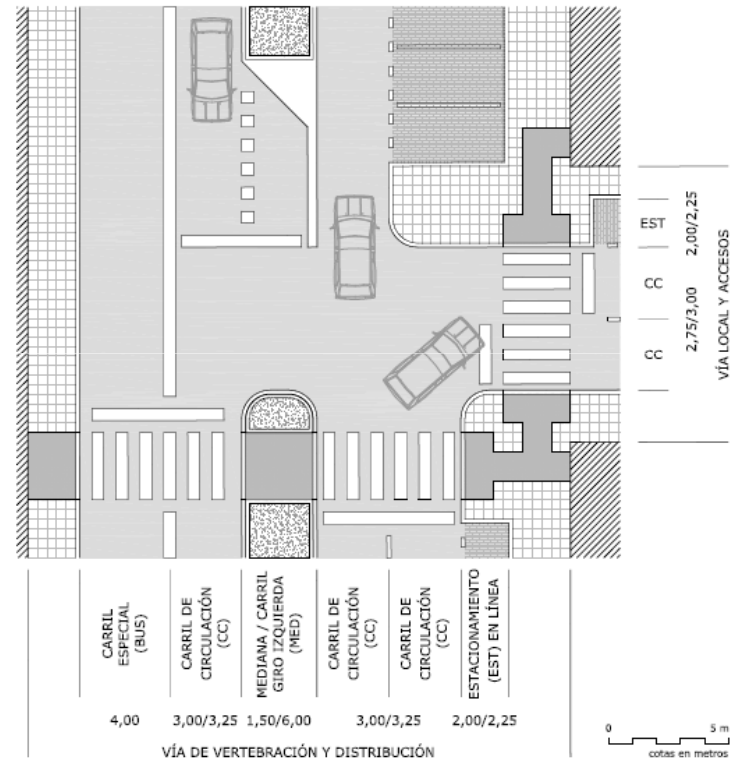 EST
2,00/2,25
CC
CC
2,75/3,00
VÍA LOCAL Y ACCESOS
CARRIL
ESPECIAL
(BUS)
CARRIL DE
CIRCULACIÓN
(CC)
MEDIANA / CARRIL
GIRO IZQUIERDA
(MED)
CARRIL DE
CIRCULACIÓN
(CC)
CARRIL DE
CIRCULACIÓN
(CC)
ESTACIONAMIENTO
(EST) EN LÍNEA
4,00
3,00/3,25
1,50/6,00
3,00/3,25
2,00/2,25
VÍA DE VERTEBRACIÓN Y DISTRIBUCIÓN
0
5 m
cotas en metros